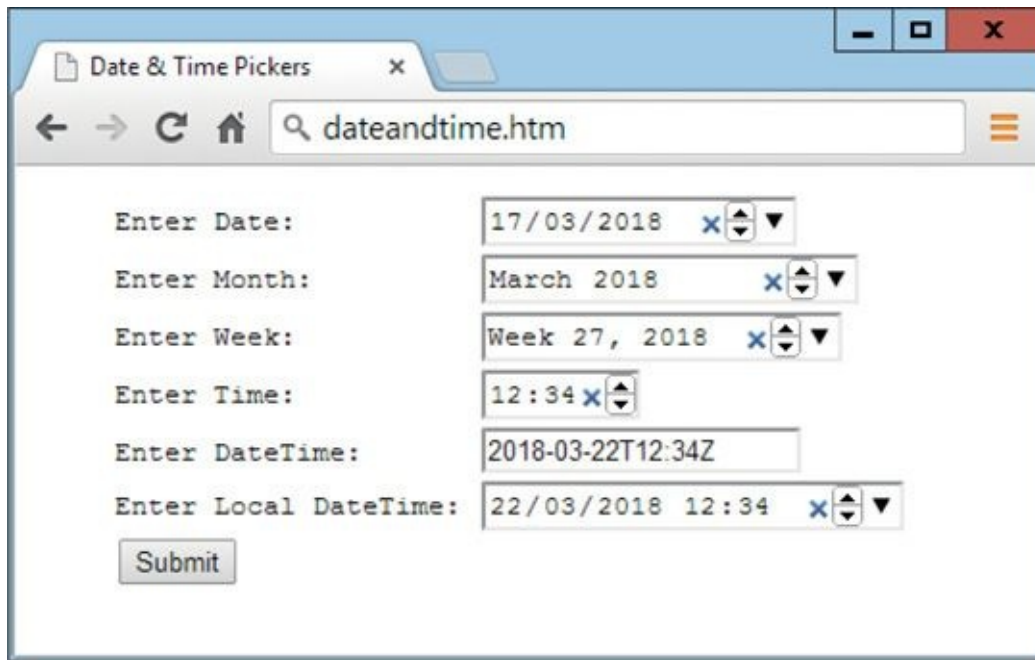 Date & Time Pickers
dateandtime.htm
Enter Date: 17/03/2018
Enter Month: March 2018
Enter Week: Week 27, 2018
Enter Time: 12:34
Enter DateTime: 2018-03-22T12:34Z
Enter Local DateTime: 22/03/2018 12:34
Submit